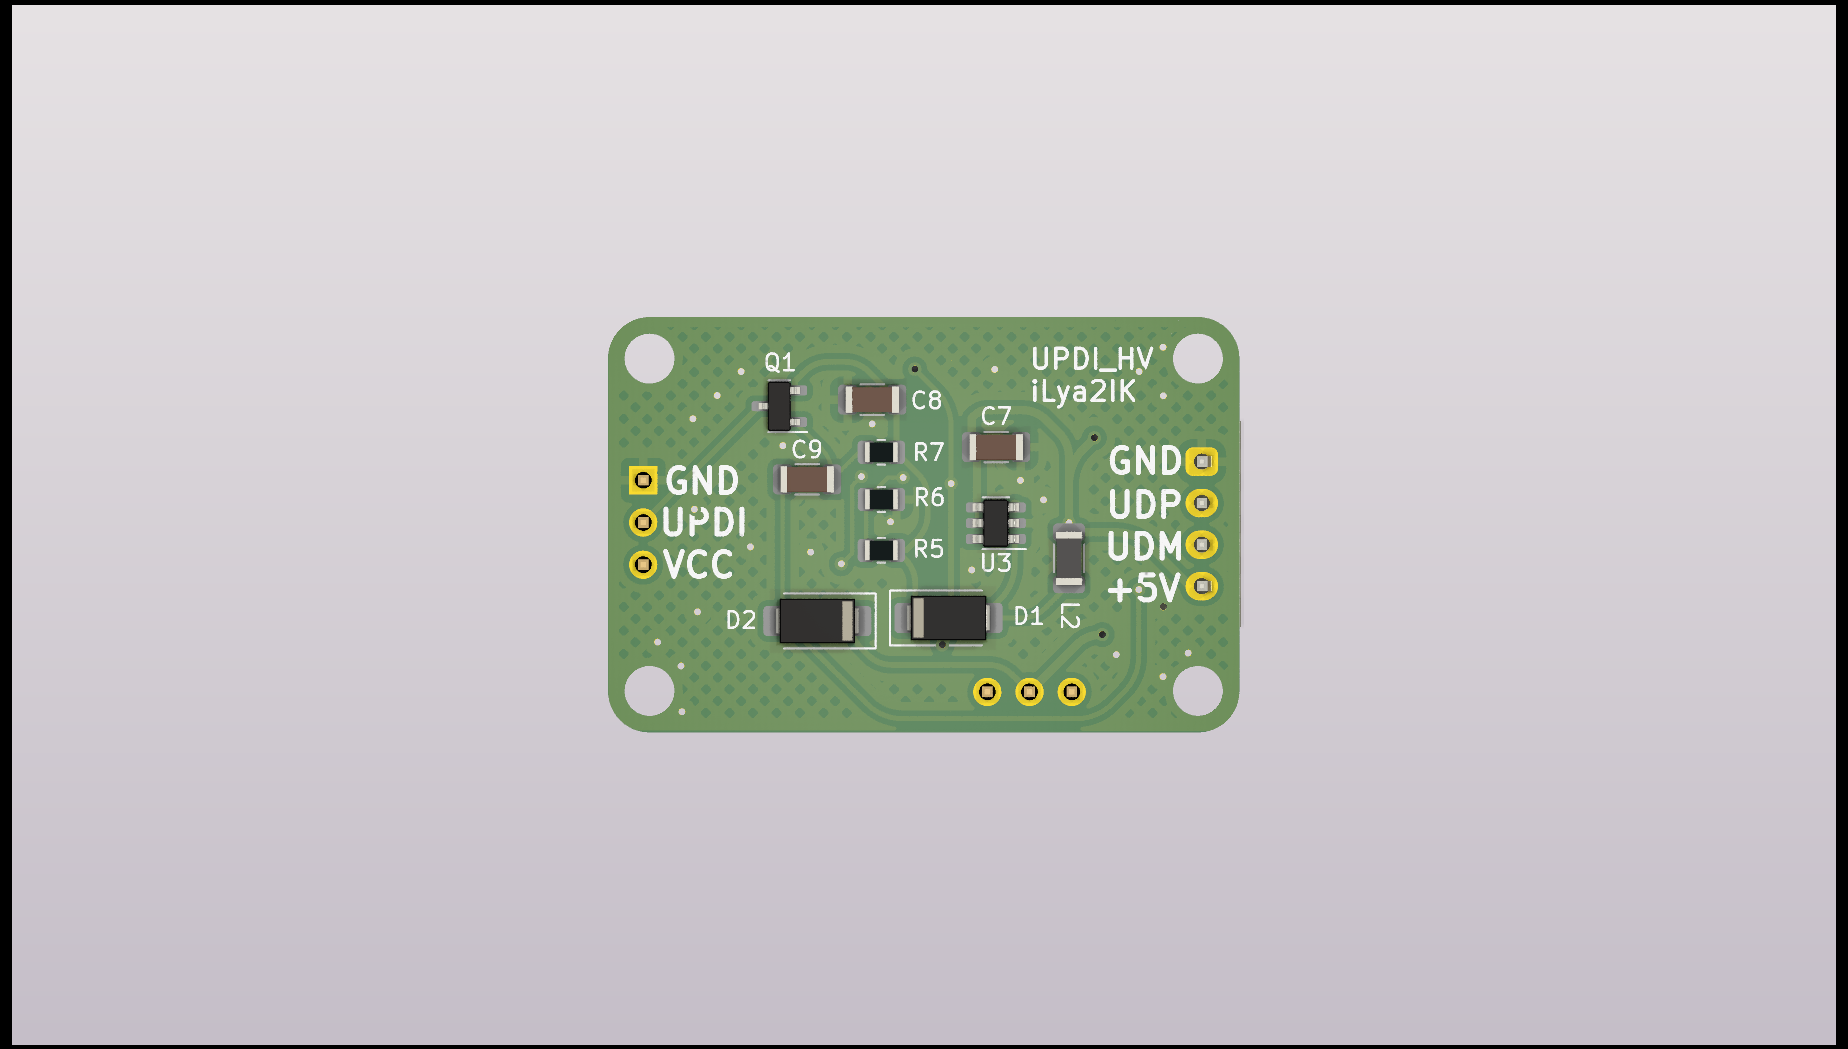 Q1
UPDI_HV
iLya2IK
C8
C7
C9
R7
GND
UDP
UDM
+5V
GND
UPDI
VCC
R6
R5
U3
D2
D1
L2